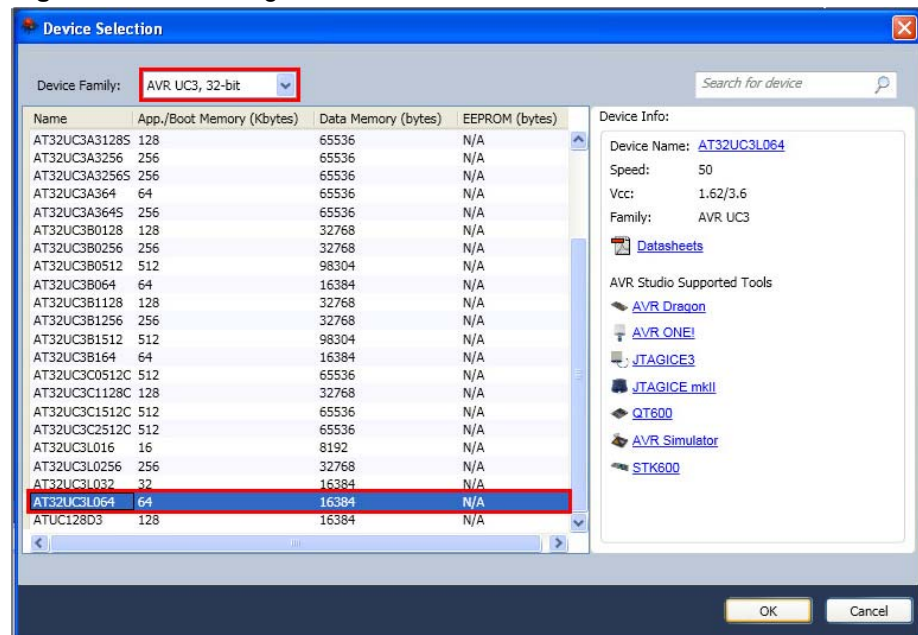 Device Selection
Device Family: AVR UC3, 32-bit
Search for device
Name App./Boot Memory (Kbytes) Data Memory (bytes) EEPROM (bytes)
AT32UC3A3128S 128 65536 N/A
AT32UC3A3256 256 65536 N/A
AT32UC3A3256S 256 65536 N/A
AT32UC3A364 64 65536 N/A
AT32UC3A364S 256 65536 N/A
AT32UC3B0128 128 32768 N/A
AT32UC3B0256 256 32768 N/A
AT32UC3B0512 512 98304 N/A
AT32UC3B064 64 16384 N/A
AT32UC3B1128 128 32768 N/A
AT32UC3B1256 256 32768 N/A
AT32UC3B1512 512 98304 N/A
AT32UC3B164 64 16384 N/A
AT32UC3C0512C 512 65536 N/A
AT32UC3C1128C 128 32768 N/A
AT32UC3C1512C 512 65536 N/A
AT32UC3C2512C 512 65536 N/A
AT32UC3L016 16 8192 N/A
AT32UC3L0256 256 32768 N/A
AT32UC3L032 32 16384 N/A
AT32UC3L064 64 16384 N/A
ATUC128D3 128 16384 N/A
Device Info:
Device Name: AT32UC3L064
Speed: 50
Vcc: 1.62/3.6
Family: AVR UC3
Datasheets
AVR Studio Supported Tools
AVR Dragon
AVR ONE!
JTAGICE3
JTAGICE mkII
QT600
AVR Simulator
STK600
OK Cancel